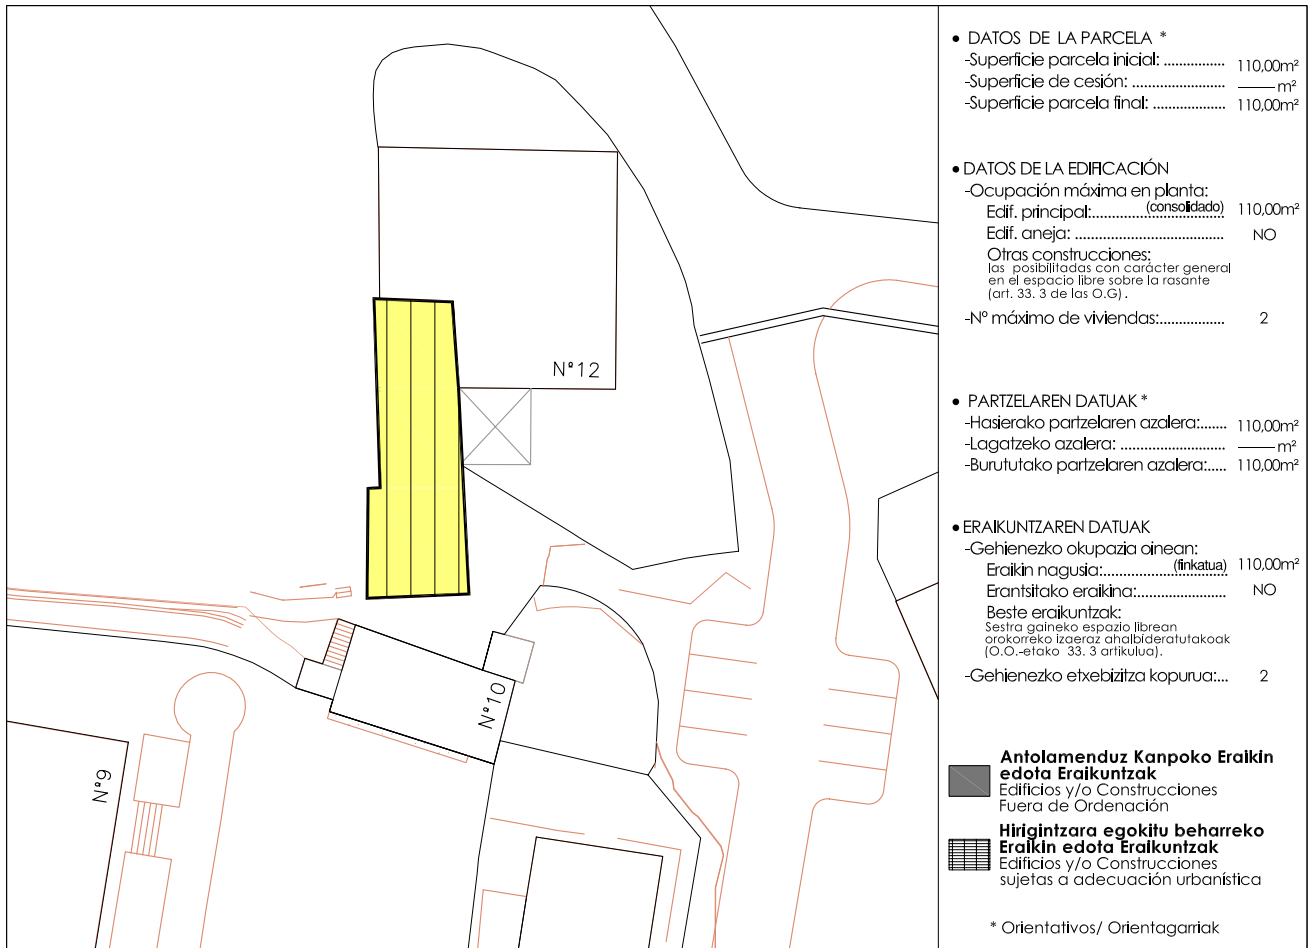 • DATOS DE LA PARCELA *
-Superficie parcela inicial: ................ 110,00m²
-Superficie de cesión: ........................ —— m²
-Superficie parcela final: ................... 110,00m²
• DATOS DE LA EDIFICACIÓN
-Ocupación máxima en planta:
Edif. principal:.................................. (consolidado) 110,00m²
Edif. aneja: ....................................... NO
Otras construcciones:
las posibilitadas con carácter general
en el espacio libre sobre la rasante
(art. 33. 3 de las O.G) .
-Nº máximo de viviendas:................. 2
• PARTZELAREN DATUAK *
-Hasierako partzelaren azalera:....... 110,00m²
-Lagatzeko azalera: ........................... —— m²
-Burututako partzelaren azalera:..... 110,00m²
• ERAIKUNTZAREN DATUAK
-Gehienezko okupazia oinean:
Eraikin nagusia:................................ (finkatua) 110,00m²
Erantsitako eraikina:....................... NO
Beste eraikuntzak:
Sestra gaineko espazio librean
orokorreko izaeraz ahalbideratutakoak
(O.O.-etako 33. 3 artikulua).
-Gehienezko etxebizitza kopurua:... 2
Antolamenduz Kanpoko Eraikin
edota Eraikuntzak
Edificios y/o Construcciones
Fuera de Ordenación
Hirigintzara egokitu beharreko
Eraikin edota Eraikuntzak
Edificios y/o Construcciones
sujetas a adecuación urbanística
* Orientativos/ Orientagarriak
Nº12
Nº10
Nº9